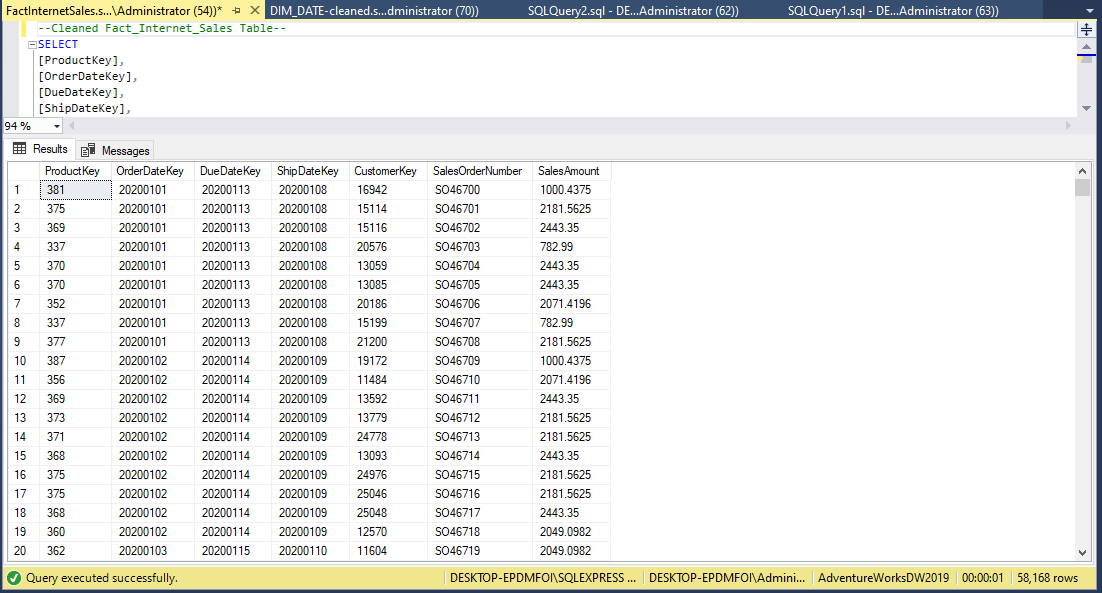 FactInternetSales.s...\Administrator (54))* DIM_DATE-cleaned.s...dministrator (70)) SQLQuery2.sql - DE...Administrator (62)) SQLQuery1.sql - DE...Administrator (63))
--Cleaned Fact_Internet_Sales Table--
SELECT
[ProductKey],
[OrderDateKey],
[DueDateKey],
[ShipDateKey],
94 %
Results Messages
ProductKey OrderDateKey DueDateKey ShipDateKey CustomerKey SalesOrderNumber SalesAmount
1 381 20200101 20200113 20200108 16942 SO46700 1000.4375
2 375 20200101 20200113 20200108 15114 SO46701 2181.5625
3 369 20200101 20200113 20200108 15116 SO46702 2443.35
4 337 20200101 20200113 20200108 20576 SO46703 782.99
5 370 20200101 20200113 20200108 13059 SO46704 2443.35
6 370 20200101 20200113 20200108 13085 SO46705 2443.35
7 352 20200101 20200113 20200108 20186 SO46706 2071.4196
8 337 20200101 20200113 20200108 15199 SO46707 782.99
9 377 20200101 20200113 20200108 21200 SO46708 2181.5625
10 387 20200102 20200114 20200109 19172 SO46709 1000.4375
11 356 20200102 20200114 20200109 11484 SO46710 2071.4196
12 369 20200102 20200114 20200109 13592 SO46711 2443.35
13 373 20200102 20200114 20200109 13779 SO46712 2181.5625
14 371 20200102 20200114 20200109 24778 SO46713 2181.5625
15 368 20200102 20200114 20200109 13093 SO46714 2443.35
16 375 20200102 20200114 20200109 24976 SO46715 2181.5625
17 375 20200102 20200114 20200109 25046 SO46716 2181.5625
18 368 20200102 20200114 20200109 25048 SO46717 2443.35
19 360 20200102 20200114 20200109 12570 SO46718 2049.0982
20 362 20200103 20200115 20200110 11604 SO46719 2049.0982
Query executed successfully. DESKTOP-EPDMFOI\SQLEXPRESS ... DESKTOP-EPDMFOI\Admini... AdventureWorksDW2019 00:00:01 58,168 rows